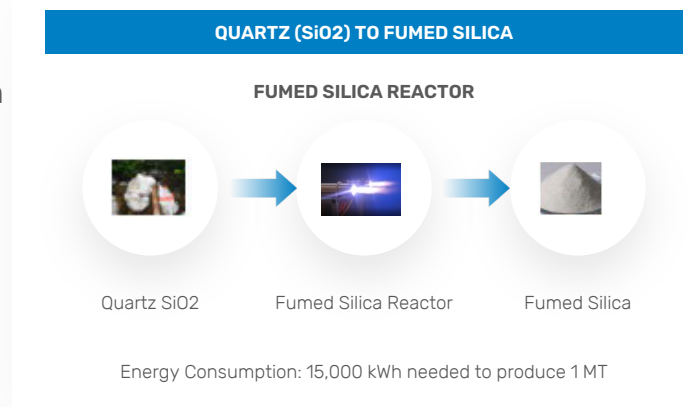 QUARTZ (SiO2) TO FUMED SILICA
FUMED SILICA REACTOR
Quartz SiO2
Fumed Silica Reactor
Fumed Silica
Energy Consumption: 15,000 kWh needed to produce 1 MT